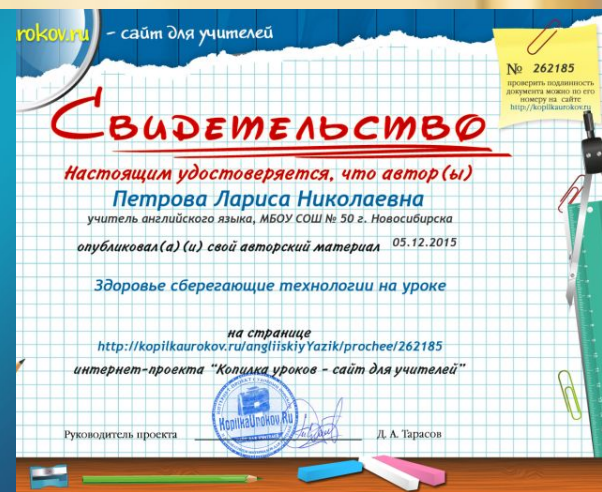 rokov.ru – сайт для учителей
№ 262185
проверить подлинность
документа можно по его
номеру на сайте
http://kopilkaurokov.ru
Свидетельство
Настоящим удостоверяется, что автор(ы)
Петрова Лариса Николаевна
учитель английского языка, МБОУ СОШ № 50 г. Новосибирска
опубликовал(а)(и) свой авторский материал 05.12.2015
Здоровье сберегающие технологии на уроке
на странице
http://kopilkaurokov.ru/angliiskiyYazik/prochee/262185
интернет-проекта "Копилка уроков – сайт для учителей"
KopilkaUrokov.Ru
Руководитель проекта Д. А. Тарасов